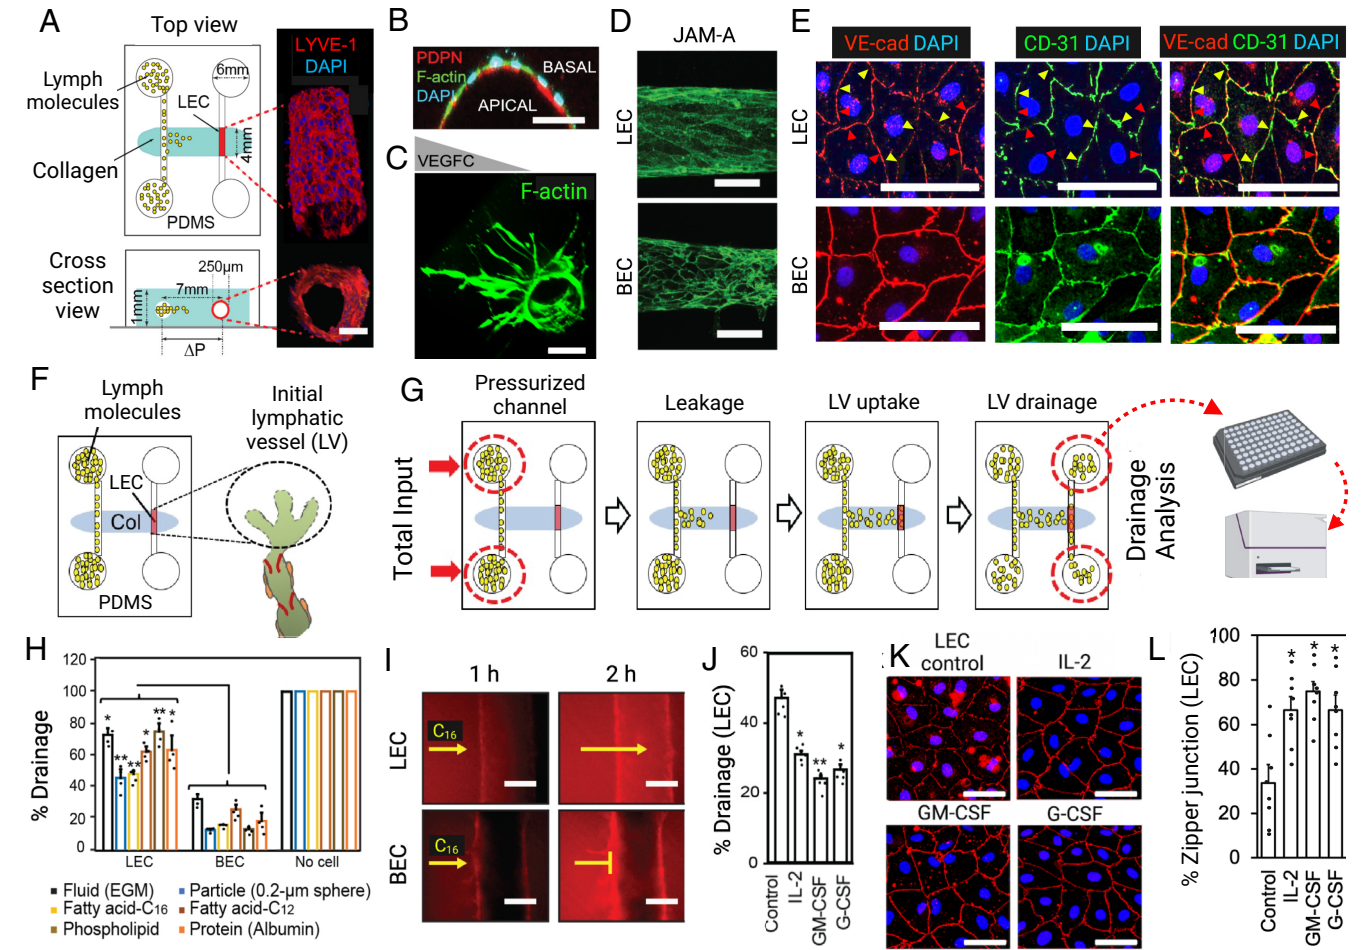 A
Top view
Lymph
molecules
6mm
LEC
4mm
Collagen
PDMS
LYVE-1
DAPI
Cross
section
view
250µm
7mm
1mm
ΔP
B
PDPN
F-actin
DAPI
BASAL
APICAL
C
VEGFC
F-actin
D
JAM-A
LEC
BEC
E
VE-cad DAPI
CD-31 DAPI
VE-cad CD-31 DAPI
LEC
BEC
F
Lymph
molecules
LEC
Col
PDMS
Initial
lymphatic
vessel (LV)
G
Pressurized
channel
Leakage
LV uptake
LV drainage
Total Input
Drainage
Analysis
H
% Drainage
120
100
80
60
40
20
0
*
**
**
*
**
*
LEC
BEC
No cell
Fluid (EGM)
Particle (0.2-µm sphere)
Fatty acid-C16
Fatty acid-C12
Phospholipid
Protein (Albumin)
I
1 h
2 h
LEC
C16
BEC
C16
J
% Drainage (LEC)
60
40
20
0
*
**
*
Control
IL-2
GM-CSF
G-CSF
K
LEC
control
IL-2
GM-CSF
G-CSF
L
% Zipper junction (LEC)
100
80
60
40
20
0
*
*
*
Control
IL-2
GM-CSF
G-CSF